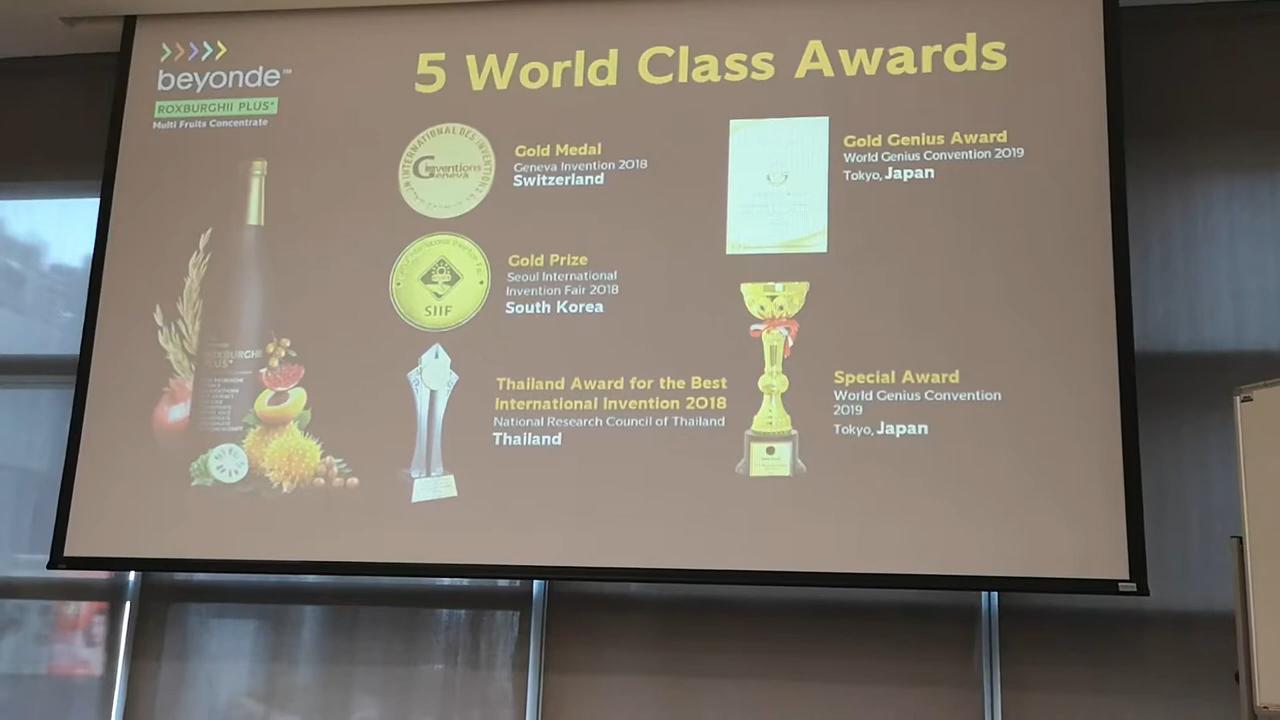 beyonde™
ROXBURGHII PLUS+
Multi Fruits Concentrate
5 World Class Awards
Inventions
Geneva
Gold Medal
Geneva Invention 2018
Switzerland
SIIF
Gold Prize
Seoul International
Invention Fair 2018
South Korea
Thailand Award for the Best
International Invention 2018
National Research Council of Thailand
Thailand
Gold Genius Award
World Genius Convention 2019
Tokyo, Japan
Special Award
World Genius Convention
2019
Tokyo, Japan
ROXBURGHII
PLUS+